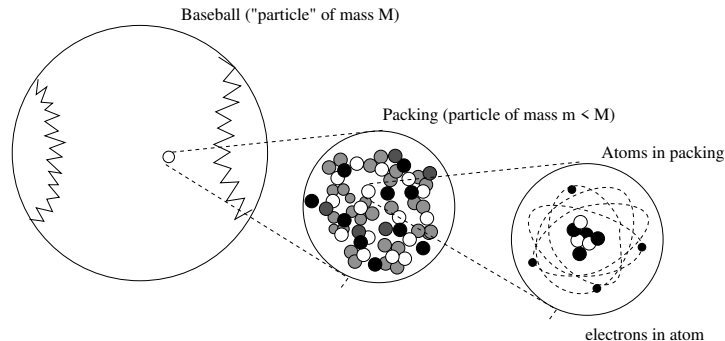 Baseball ("particle" of mass M)
Packing (particle of mass m < M)
Atoms in packing
electrons in atom